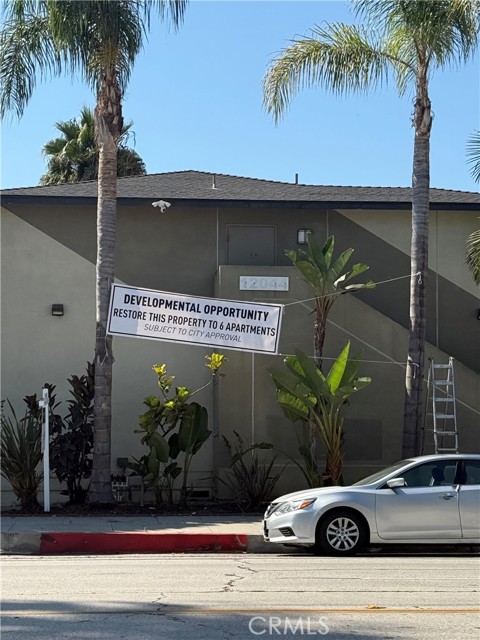 DEVELOPMENTAL OPPORTUNITY
RESTORE THIS PROPERTY TO 6 APARTMENTS
SUBJECT TO CITY APPROVAL
CRMLS